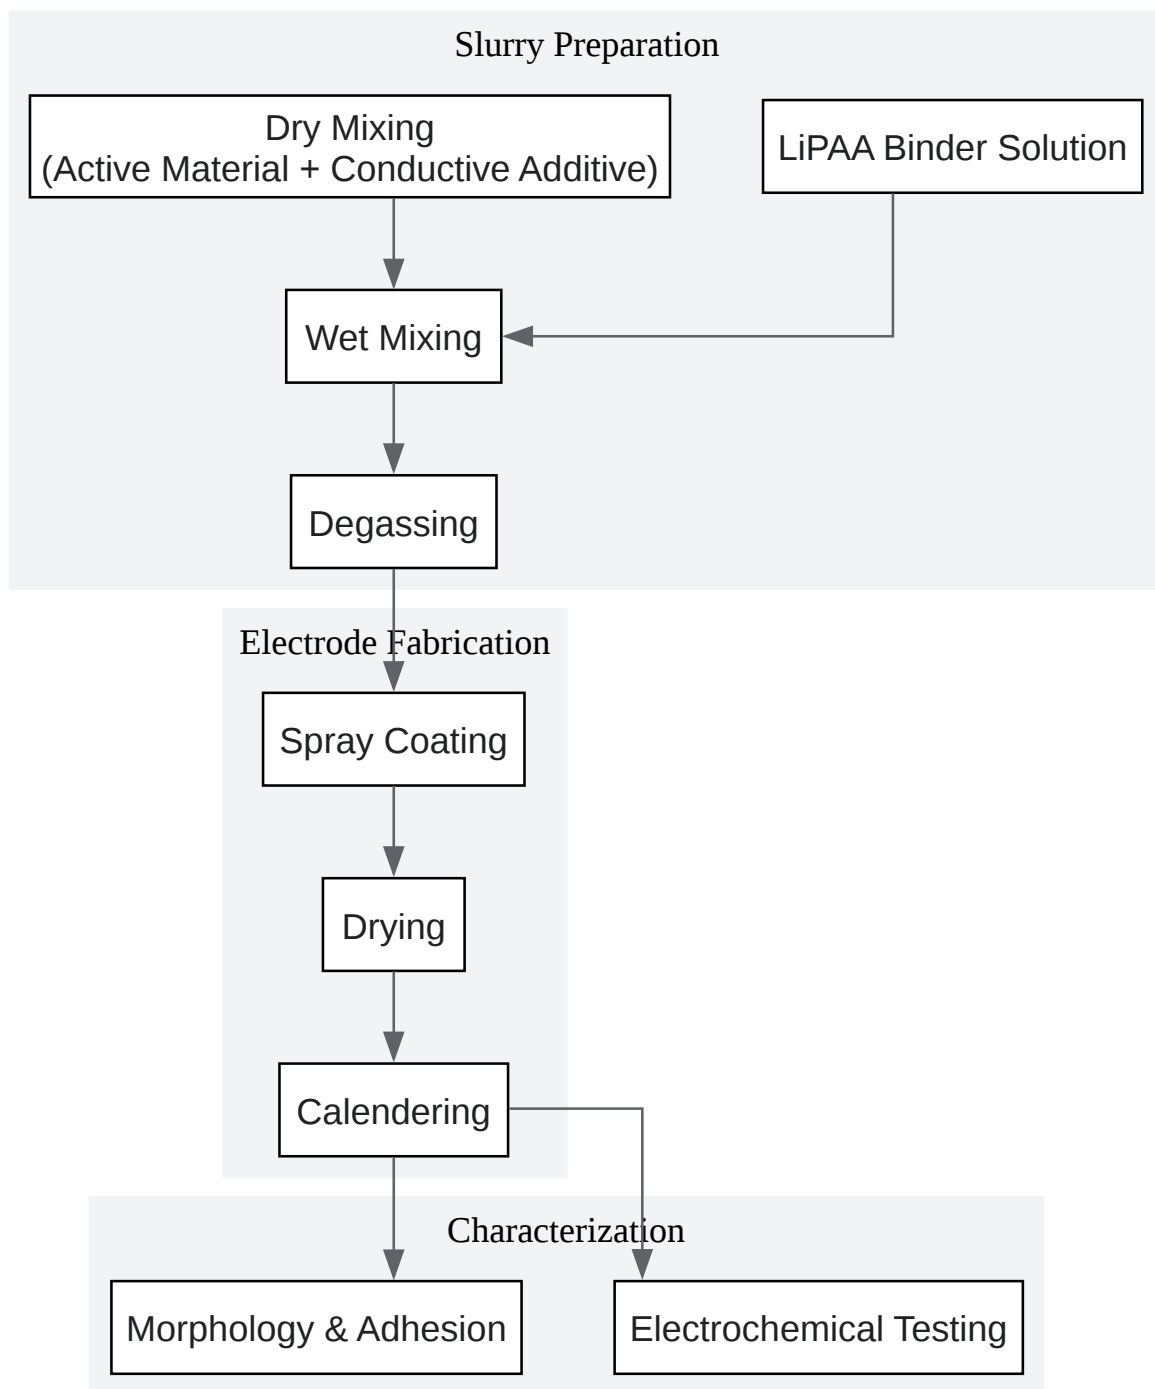 Slurry Preparation
Dry Mixing
(Active Material + Conductive Additive)
LiPAA Binder Solution
Wet Mixing
Degassing
Electrode Fabrication
Spray Coating
Drying
Calendering
Characterization
Morphology & Adhesion
Electrochemical Testing